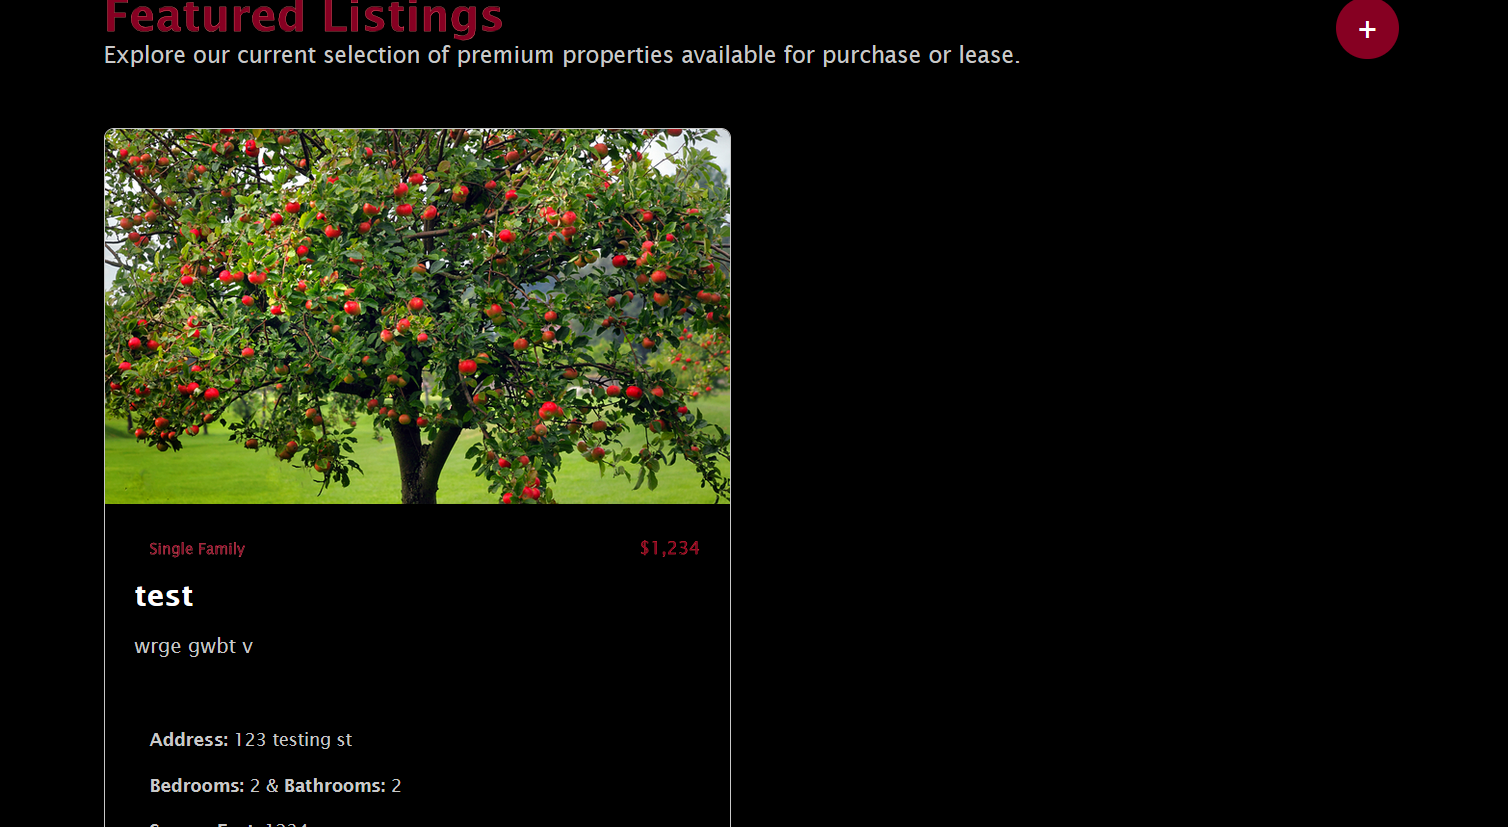 Featured Listings
+
Explore our current selection of premium properties available for purchase or lease.
Single Family
$1,234
test
wrge gwbt v
Address: 123 testing st
Bedrooms: 2 & Bathrooms: 2